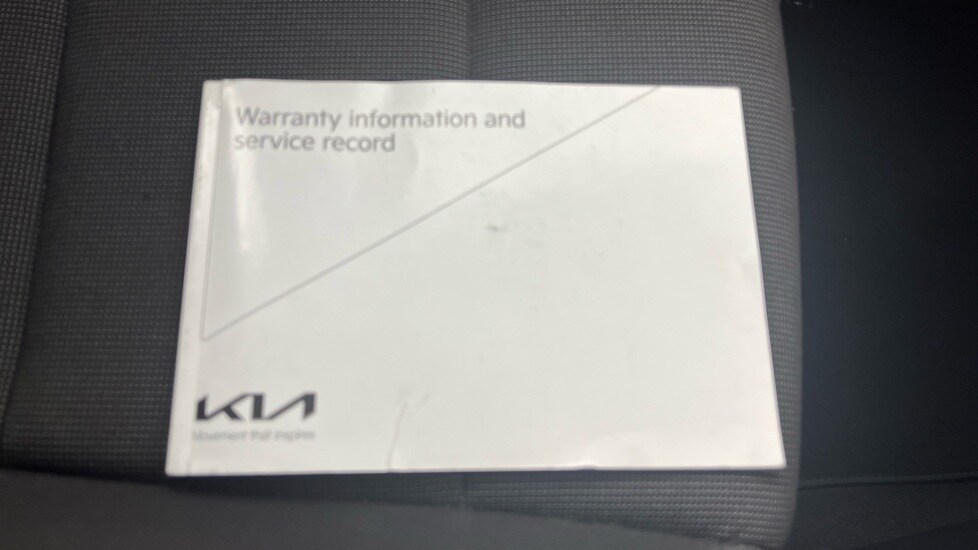 Warranty information and
service record
KIA
Movement that inspires